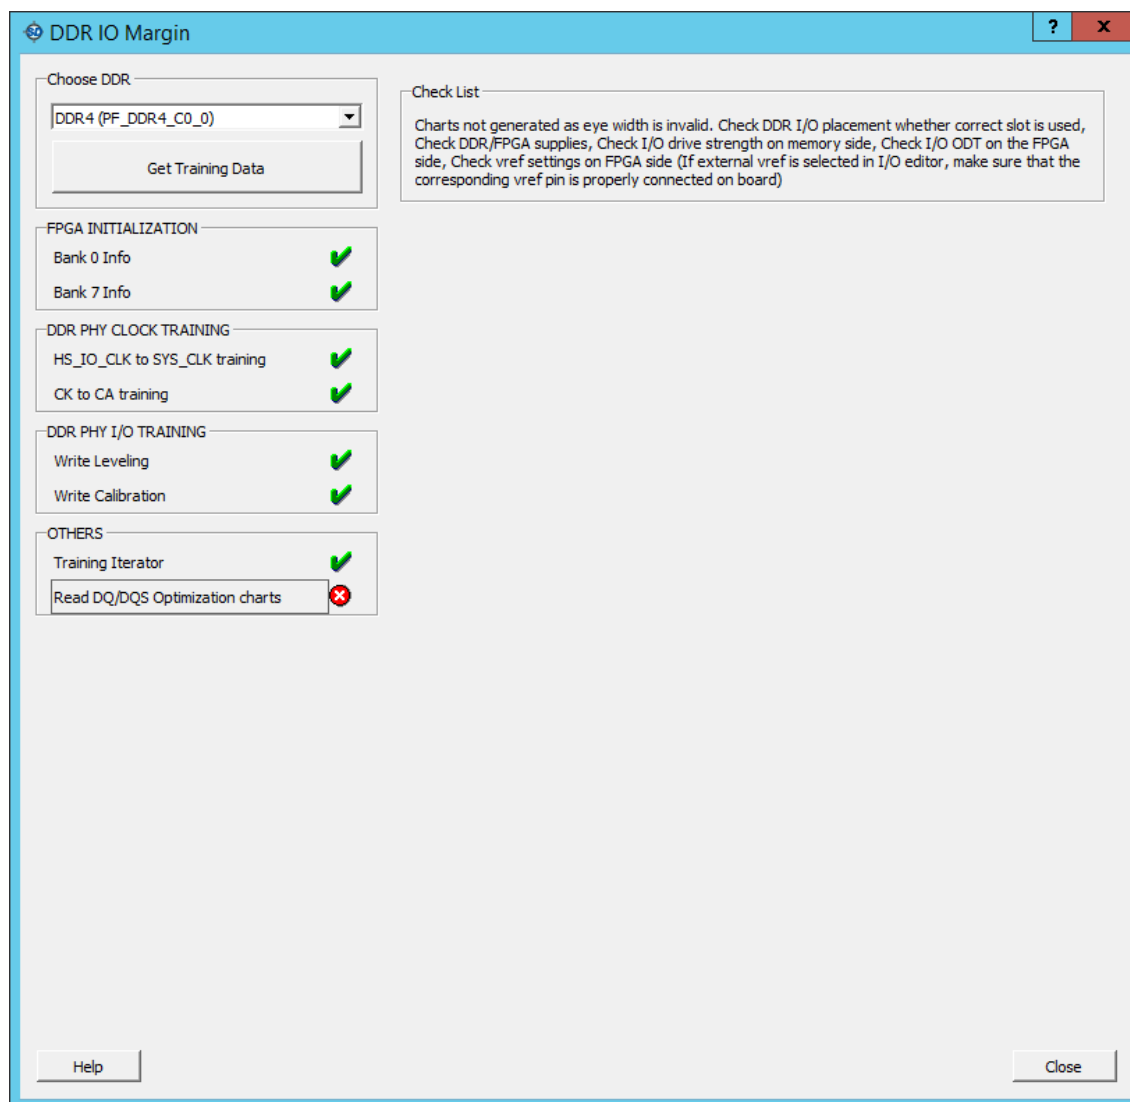 DDR IO Margin
?
x
Choose DDR
DDR4 (PF_DDR4_C0_0)
Get Training Data
FPGA INITIALIZATION
Bank 0 Info
Bank 7 Info
DDR PHY CLOCK TRAINING
HS_IO_CLK to SYS_CLK training
CK to CA training
DDR PHY I/O TRAINING
Write Leveling
Write Calibration
OTHERS
Training Iterator
Read DQ/DQS Optimization charts
Check List
Charts not generated as eye width is invalid. Check DDR I/O placement whether correct slot is used,
Check DDR/FPGA supplies, Check I/O drive strength on memory side, Check I/O ODT on the FPGA
side, Check vref settings on FPGA side (If external vref is selected in I/O editor, make sure that the
corresponding vref pin is properly connected on board)
Help
Close